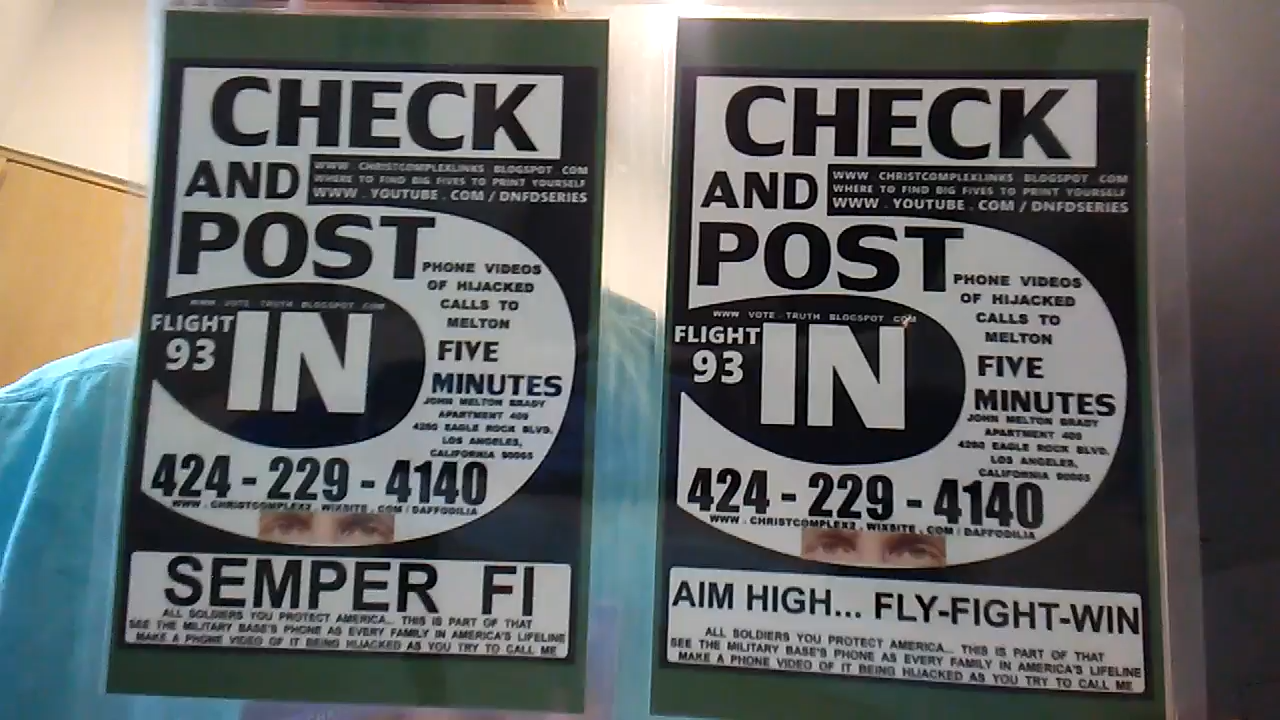 CHECK
AND
WWW . CHRISTCOMPLEXLINKS BLOGSPOT . COM
WHERE TO FIND BIG FIVES TO PRINT YOURSELF
WWW . YOUTUBE . COM / DNFDSERIES
POST
PHONE VIDEOS
OF HIJACKED
CALLS TO
MELTON
WWW . VOTE - TRUTH BLOGSPOT . COM
FLIGHT
93
IN
FIVE
MINUTES
JOHN MELTON BRADY
APARTMENT 409
4260 EAGLE ROCK BLVD.
LOS ANGELES,
CALIFORNIA 90065
424 - 229 - 4140
WWW . CHRISTCOMPLEX2 . WIXSITE . COM / DAFFODILIA
SEMPER FI
ALL SOLDIERS YOU PROTECT AMERICA... THIS IS PART OF THAT
SEE THE MILITARY BASE'S PHONE AS EVERY FAMILY IN AMERICA'S LIFELINE
MAKE A PHONE VIDEO OF IT BEING HIJACKED AS YOU TRY TO CALL ME
CHECK
AND
WWW . CHRISTCOMPLEXLINKS BLOGSPOT . COM
WHERE TO FIND BIG FIVES TO PRINT YOURSELF
WWW . YOUTUBE . COM / DNFDSERIES
POST
PHONE VIDEOS
OF HIJACKED
CALLS TO
MELTON
WWW . VOTE - TRUTH BLOGSPOT . COM
FLIGHT
93
IN
FIVE
MINUTES
JOHN MELTON BRADY
APARTMENT 409
4260 EAGLE ROCK BLVD.
LOS ANGELES,
CALIFORNIA 90065
424 - 229 - 4140
WWW . CHRISTCOMPLEX2 . WIXSITE . COM / DAFFODILIA
AIM HIGH... FLY-FIGHT-WIN
ALL SOLDIERS YOU PROTECT AMERICA... THIS IS PART OF THAT
SEE THE MILITARY BASE'S PHONE AS EVERY FAMILY IN AMERICA'S LIFELINE
MAKE A PHONE VIDEO OF IT BEING HIJACKED AS YOU TRY TO CALL ME